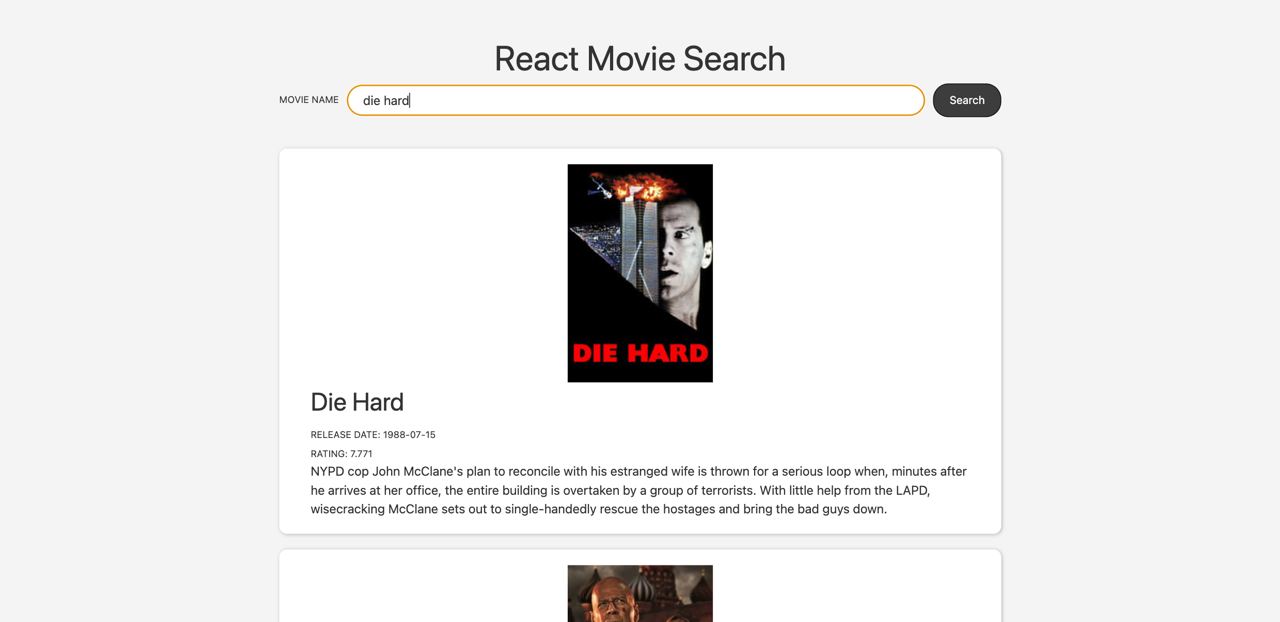 React Movie Search
MOVIE NAME
die hard
Search
DIE HARD
Die Hard
RELEASE DATE: 1988-07-15
RATING: 7.771
NYPD cop John McClane's plan to reconcile with his estranged wife is thrown for a serious loop when, minutes after
he arrives at her office, the entire building is overtaken by a group of terrorists. With little help from the LAPD,
wisecracking McClane sets out to single-handedly rescue the hostages and bring the bad guys down.